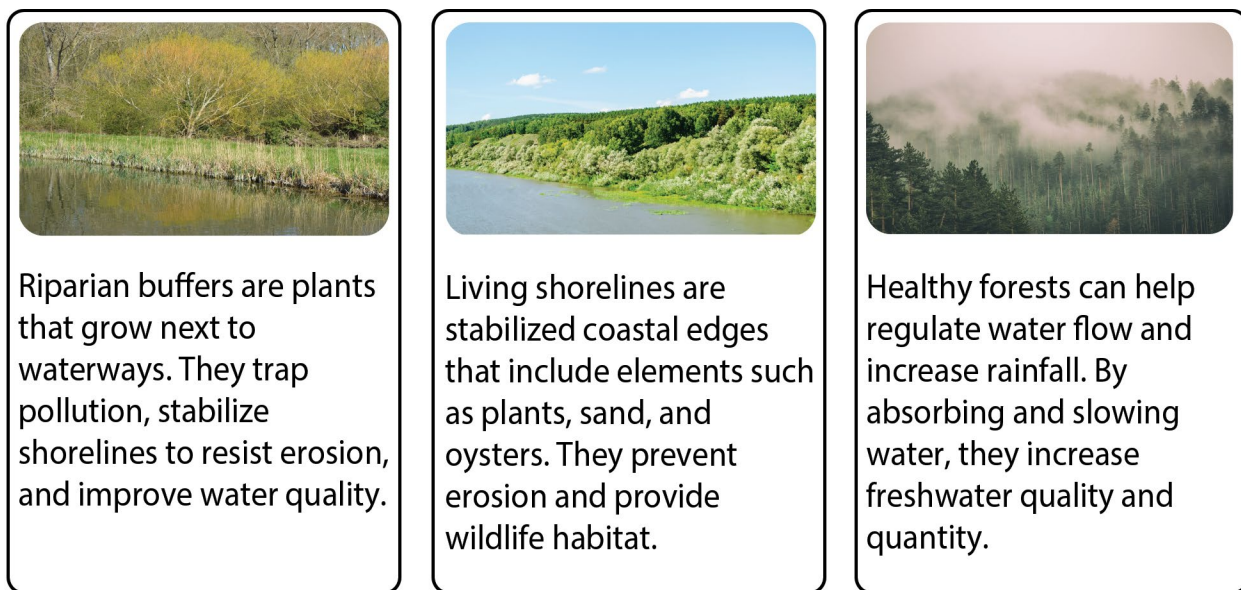 Riparian buffers are plants
that grow next to
waterways. They trap
pollution, stabilize
shorelines to resist erosion,
and improve water quality.
Living shorelines are
stabilized coastal edges
that include elements such
as plants, sand, and
oysters. They prevent
erosion and provide
wildlife habitat.
Healthy forests can help
regulate water flow and
increase rainfall. By
absorbing and slowing
water, they increase
freshwater quality and
quantity.